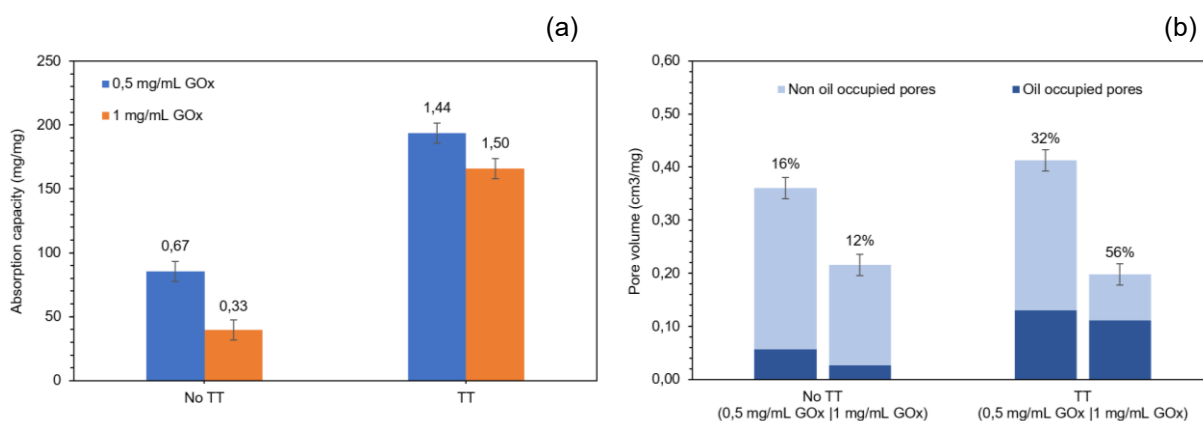 (a)
250
200
150
100
50
0
Absorption capacity (mg/mg)
0,5 mg/mL GOx
1 mg/mL GOx
0,67
0,33
1,44
1,50
No TT
TT
(b)
0,60
0,50
0,40
0,30
0,20
0,10
0,00
Pore volume (cm3/mg)
Non oil occupied pores
Oil occupied pores
16%
12%
32%
56%
No TT
(0,5 mg/mL GOx |1 mg/mL GOx)
TT
(0,5 mg/mL GOx |1 mg/mL GOx)